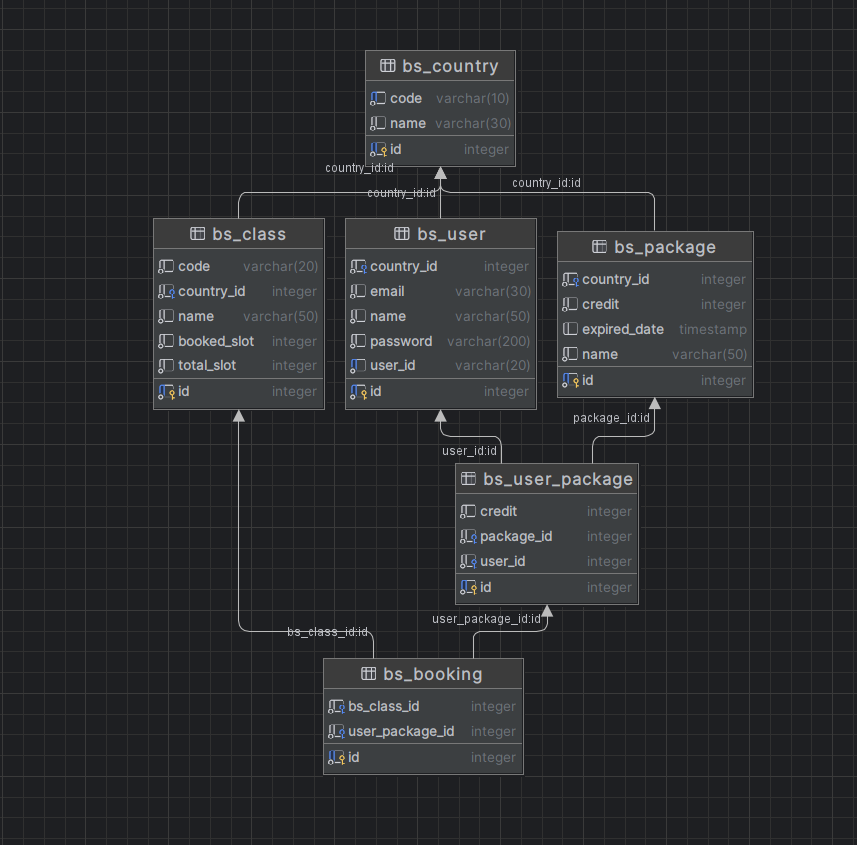 bs_country
code varchar(10)
name varchar(30)
id integer
country_id:id
country_id:id
country_id:id
bs_class
code varchar(20)
country_id integer
name varchar(50)
booked_slot integer
total_slot integer
id integer
bs_user
country_id integer
email varchar(30)
name varchar(50)
password varchar(200)
user_id varchar(20)
id integer
bs_package
country_id integer
credit integer
expired_date timestamp
name varchar(50)
id integer
package_id:id
user_id:id
bs_user_package
credit integer
package_id integer
user_id integer
id integer
user_package_id:id
bs_class_id:id
bs_booking
bs_class_id integer
user_package_id integer
id integer